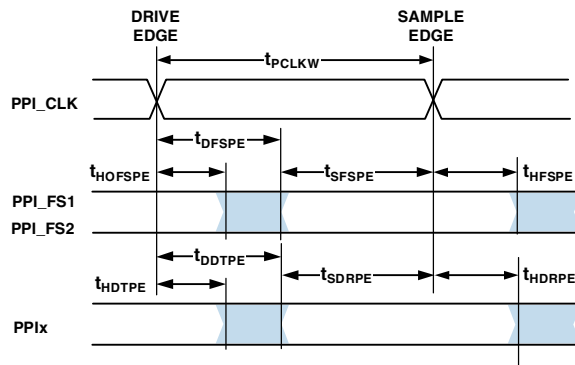 DRIVE
EDGE
SAMPLE
EDGE
tPCLKW
PPI_CLK
tDFSPE
tHOFSPE
tSFSPE
tHFSPE
PPI_FS1
PPI_FS2
tDDTPE
tHDTPE
tSDRPE
tHDRPE
PPIx